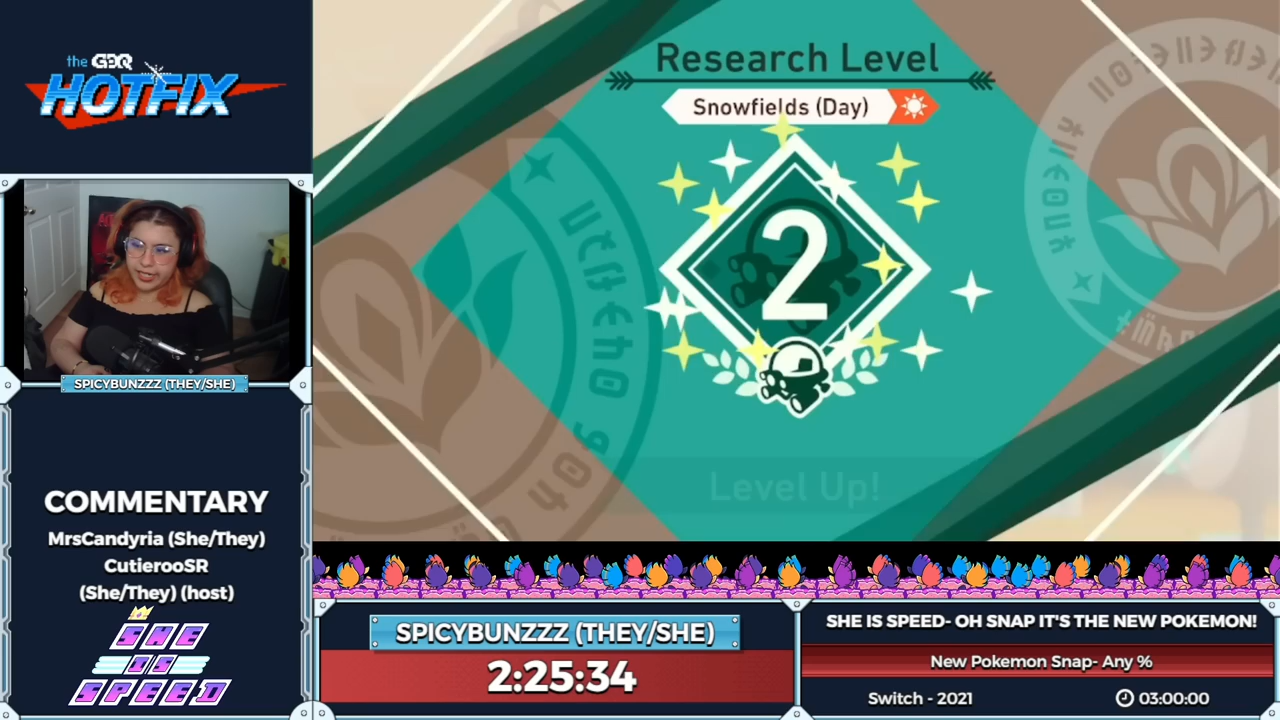 the GDQ
HOTFIX
SPICYBUNZZZ (THEY/SHE)
COMMENTARY
MrsCandyria (She/They)
CutierooSR
(She/They) (host)
SHE
IS
SPEED
Research Level
Snowfields (Day)
2
Level Up!
SPICYBUNZZZ (THEY/SHE)
2:25:34
SHE IS SPEED- OH SNAP IT'S THE NEW POKEMON!
New Pokemon Snap- Any %
Switch - 2021
03:00:00